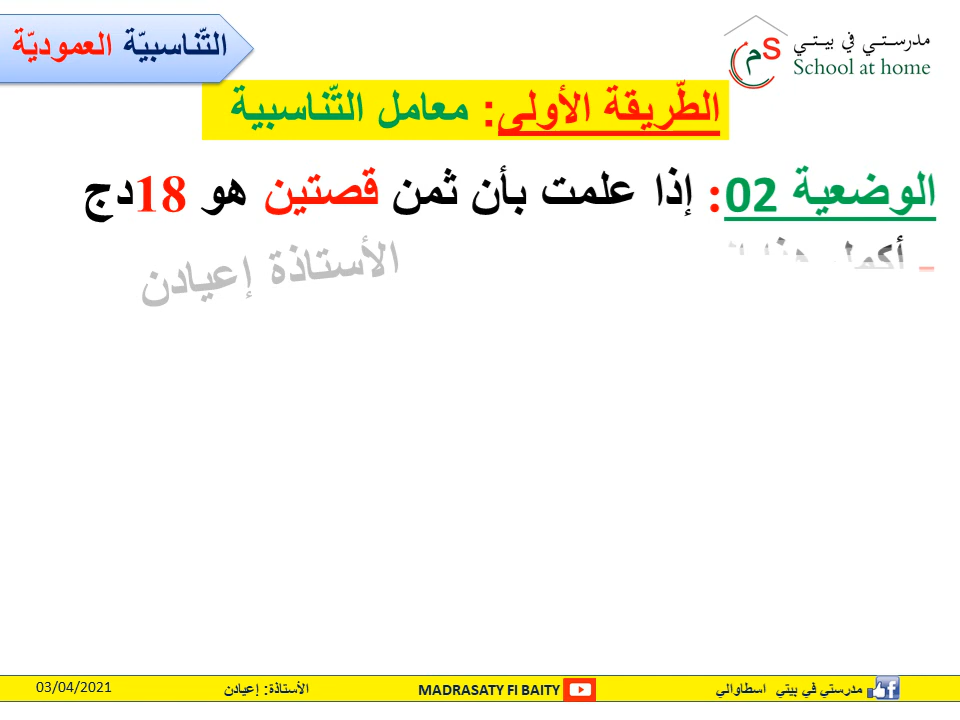 التّناسبيّة العموديّة
مدرستي في بيتي
School at home
الطّريقة الأولى: معامل التّناسبية
الوضعية 02: إذا علمت بأن ثمن قصتين هو 18دج
- أكمل هذا
الأستاذة إعيادن
03/04/2021
الأستاذة: إعيادن
MADRASATY FI BAITY
مدرستي في بيتي اسطاوالي